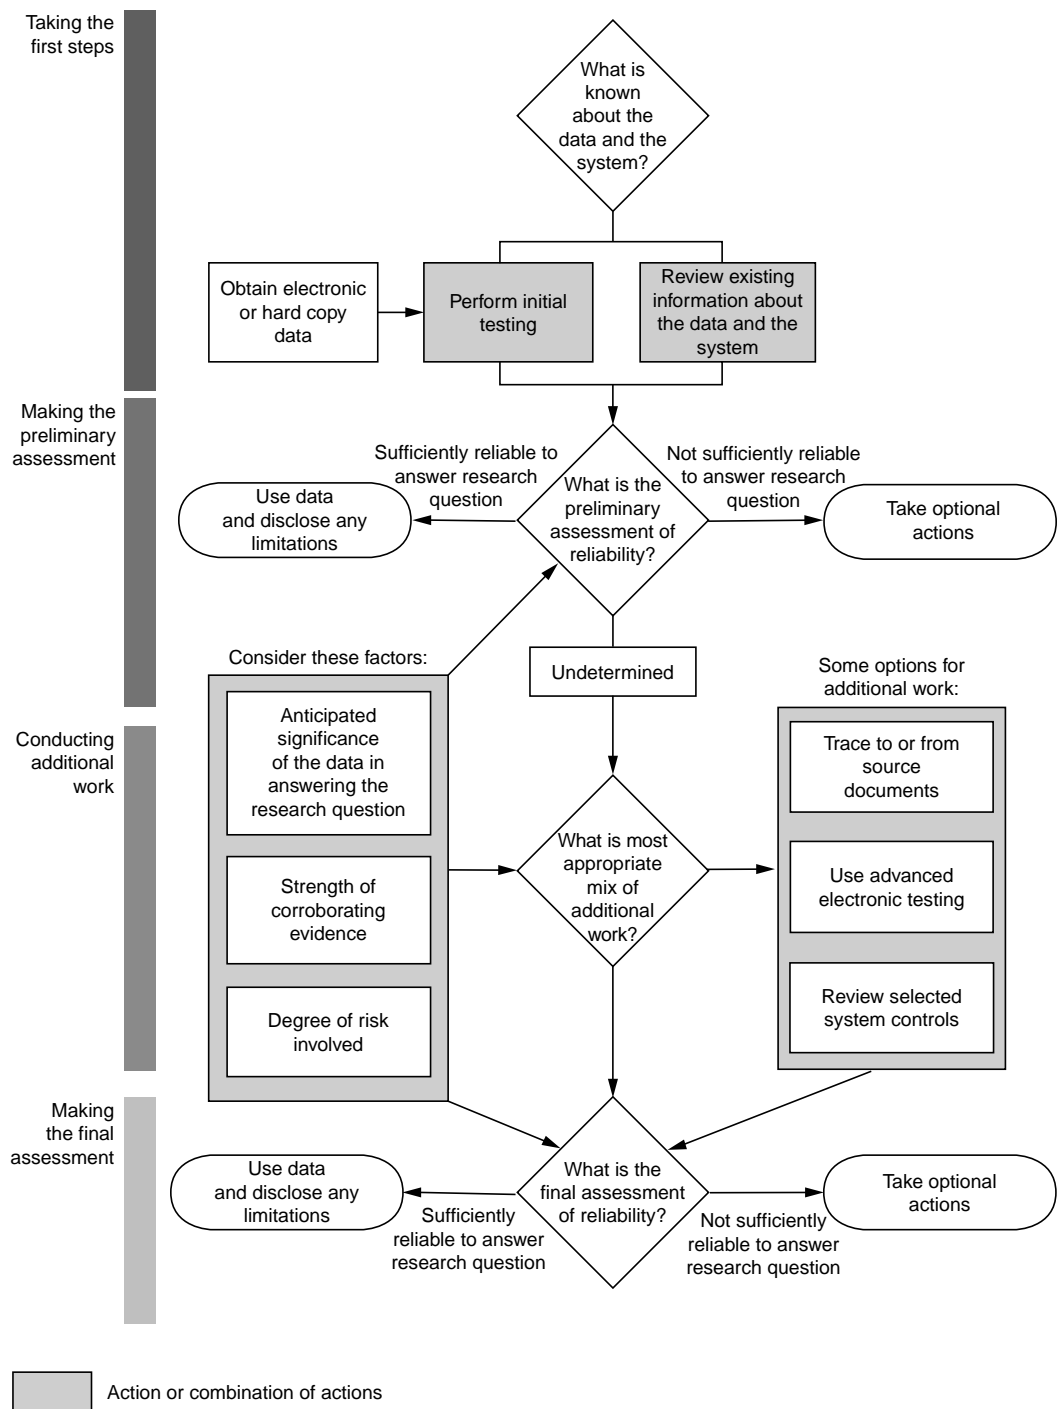 Taking the
first steps
What is
known
about the
data and the
system?
Obtain electronic
or hard copy
data
Perform initial
testing
Review existing
information about
the data and the
system
Making the
preliminary
assessment
Sufficiently reliable to
answer research
question
Not sufficiently reliable
to answer research
question
Use data
and disclose any
limitations
What is the
preliminary
assessment of
reliability?
Take optional
actions
Consider these factors:
Undetermined
Some options for
additional work:
Conducting
additional
work
Anticipated
significance
of the data in
answering the
research question
Strength of
corroborating
evidence
Degree of risk
involved
What is most
appropriate
mix of
additional
work?
Trace to or from
source
documents
Use advanced
electronic testing
Review selected
system controls
Making
the final
assessment
Use data
and disclose any
limitations
Sufficiently
reliable to answer
research question
What is the
final assessment
of reliability?
Not sufficiently
reliable to answer
research question
Take optional
actions
Action or combination of actions